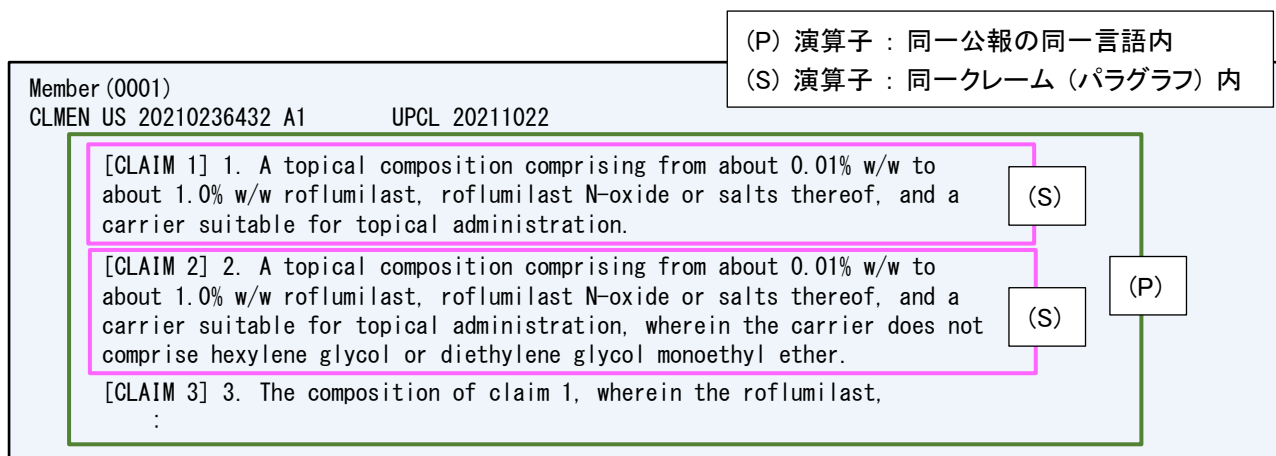 (P) 演算子 : 同一公報の同一言語内
(S) 演算子 : 同一クレーム (パラグラフ) 内
Member(0001)
CLMEN US 20210236432 A1 UPCL 20211022
[CLAIM 1] 1. A topical composition comprising from about 0.01% w/w to
about 1.0% w/w roflumilast, roflumilast N-oxide or salts thereof, and a
carrier suitable for topical administration.
(S)
[CLAIM 2] 2. A topical composition comprising from about 0.01% w/w to
about 1.0% w/w roflumilast, roflumilast N-oxide or salts thereof, and a
carrier suitable for topical administration, wherein the carrier does not
comprise hexylene glycol or diethylene glycol monoethyl ether.
(S)
(P)
[CLAIM 3] 3. The composition of claim 1, wherein the roflumilast,
: